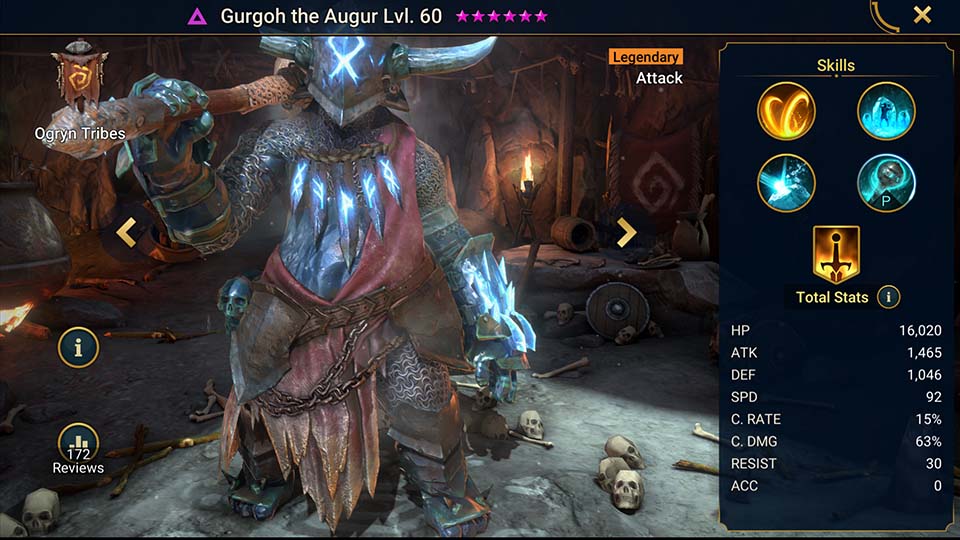 Gurgoh the Augur Lvl. 60
Legendary
Attack
Ogryn Tribes
172
Reviews
Skills
P
Total Stats
HP 16,020
ATK 1,465
DEF 1,046
SPD 92
C. RATE 15%
C. DMG 63%
RESIST 30
ACC 0